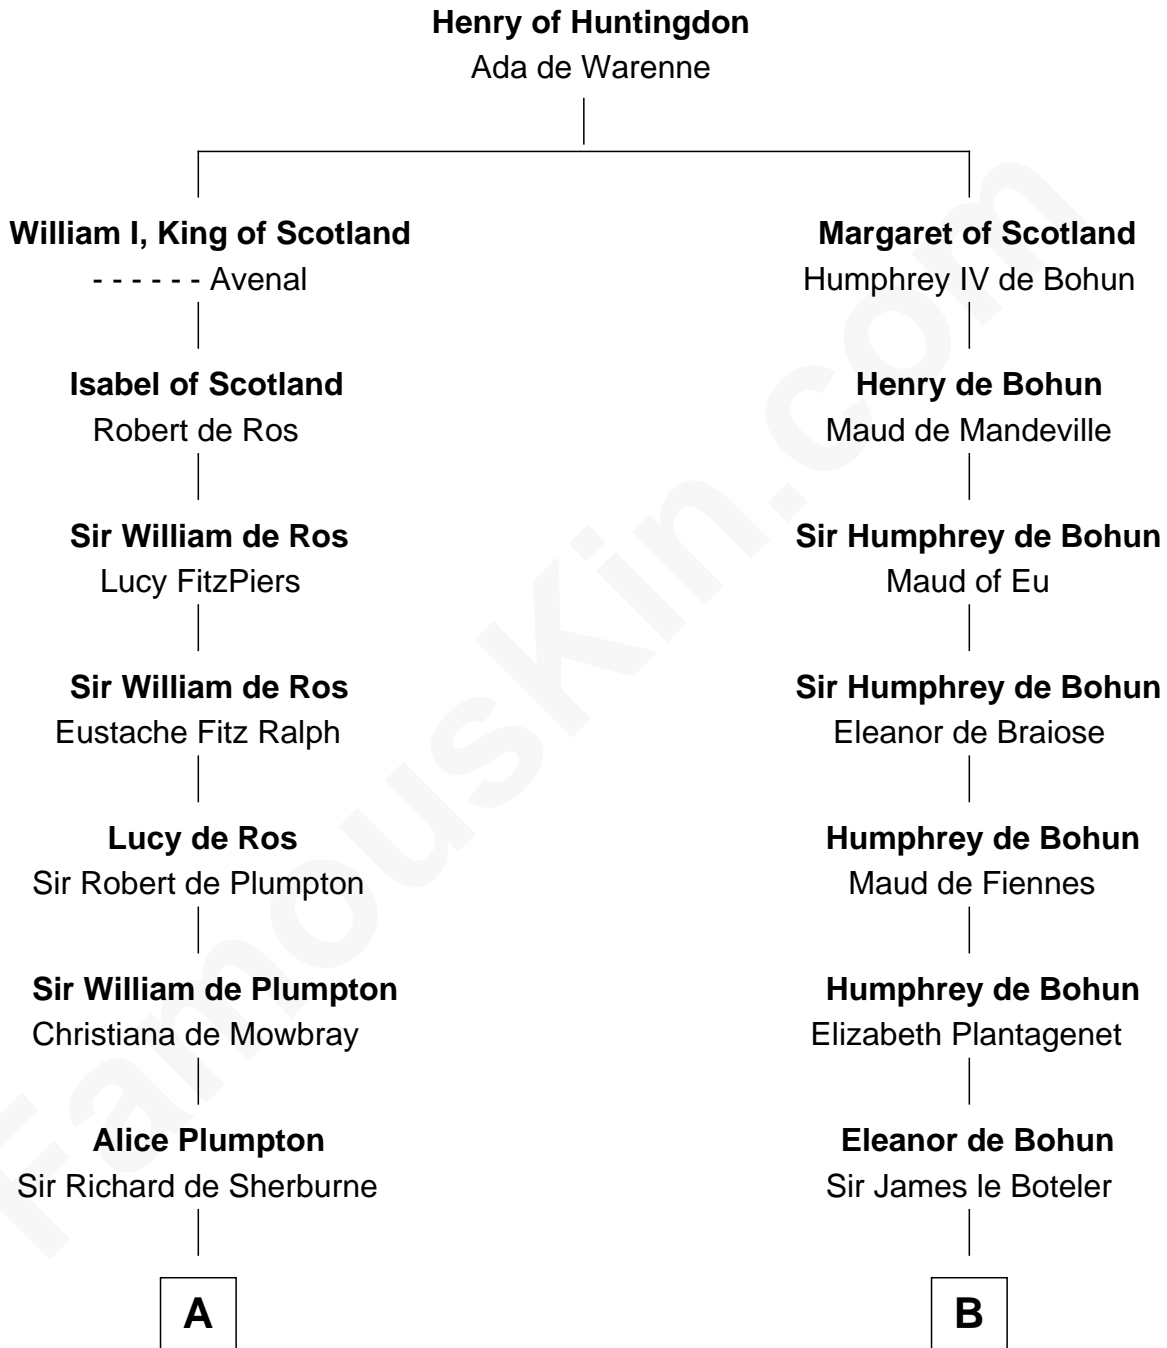 Henry of Huntingdon
Ada de Warenne
William I, King of Scotland
- - - - - - Avenal
Isabel of Scotland
Robert de Ros
Sir William de Ros
Lucy FitzPiers
Sir William de Ros
Eustache Fitz Ralph
Lucy de Ros
Sir Robert de Plumpton
Sir William de Plumpton
Christiana de Mowbray
Alice Plumpton
Sir Richard de Sherburne
A
Margaret of Scotland
Humphrey IV de Bohun
Henry de Bohun
Maud de Mandeville
Sir Humphrey de Bohun
Maud of Eu
Sir Humphrey de Bohun
Eleanor de Braiose
Humphrey de Bohun
Maud de Fiennes
Humphrey de Bohun
Elizabeth Plantagenet
Eleanor de Bohun
Sir James le Boteler
B
FamousKin.com